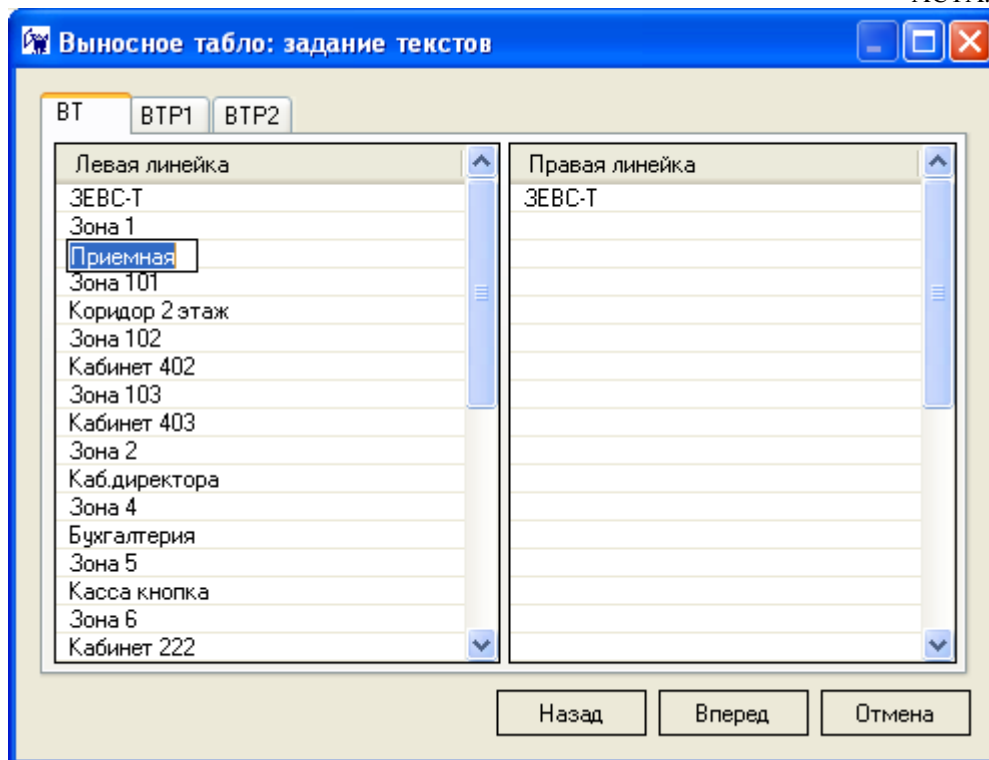 Выносное табло: задание текстов
ВТ ВТР1 ВТР2
Левая линейка
ЗЕВС-Т
Зона 1
Приемная
Зона 101
Коридор 2 этаж
Зона 102
Кабинет 402
Зона 103
Кабинет 403
Зона 2
Каб.директора
Зона 4
Бухгалтерия
Зона 5
Касса кнопка
Зона 6
Кабинет 222
Правая линейка
ЗЕВС-Т
Назад Вперед Отмена